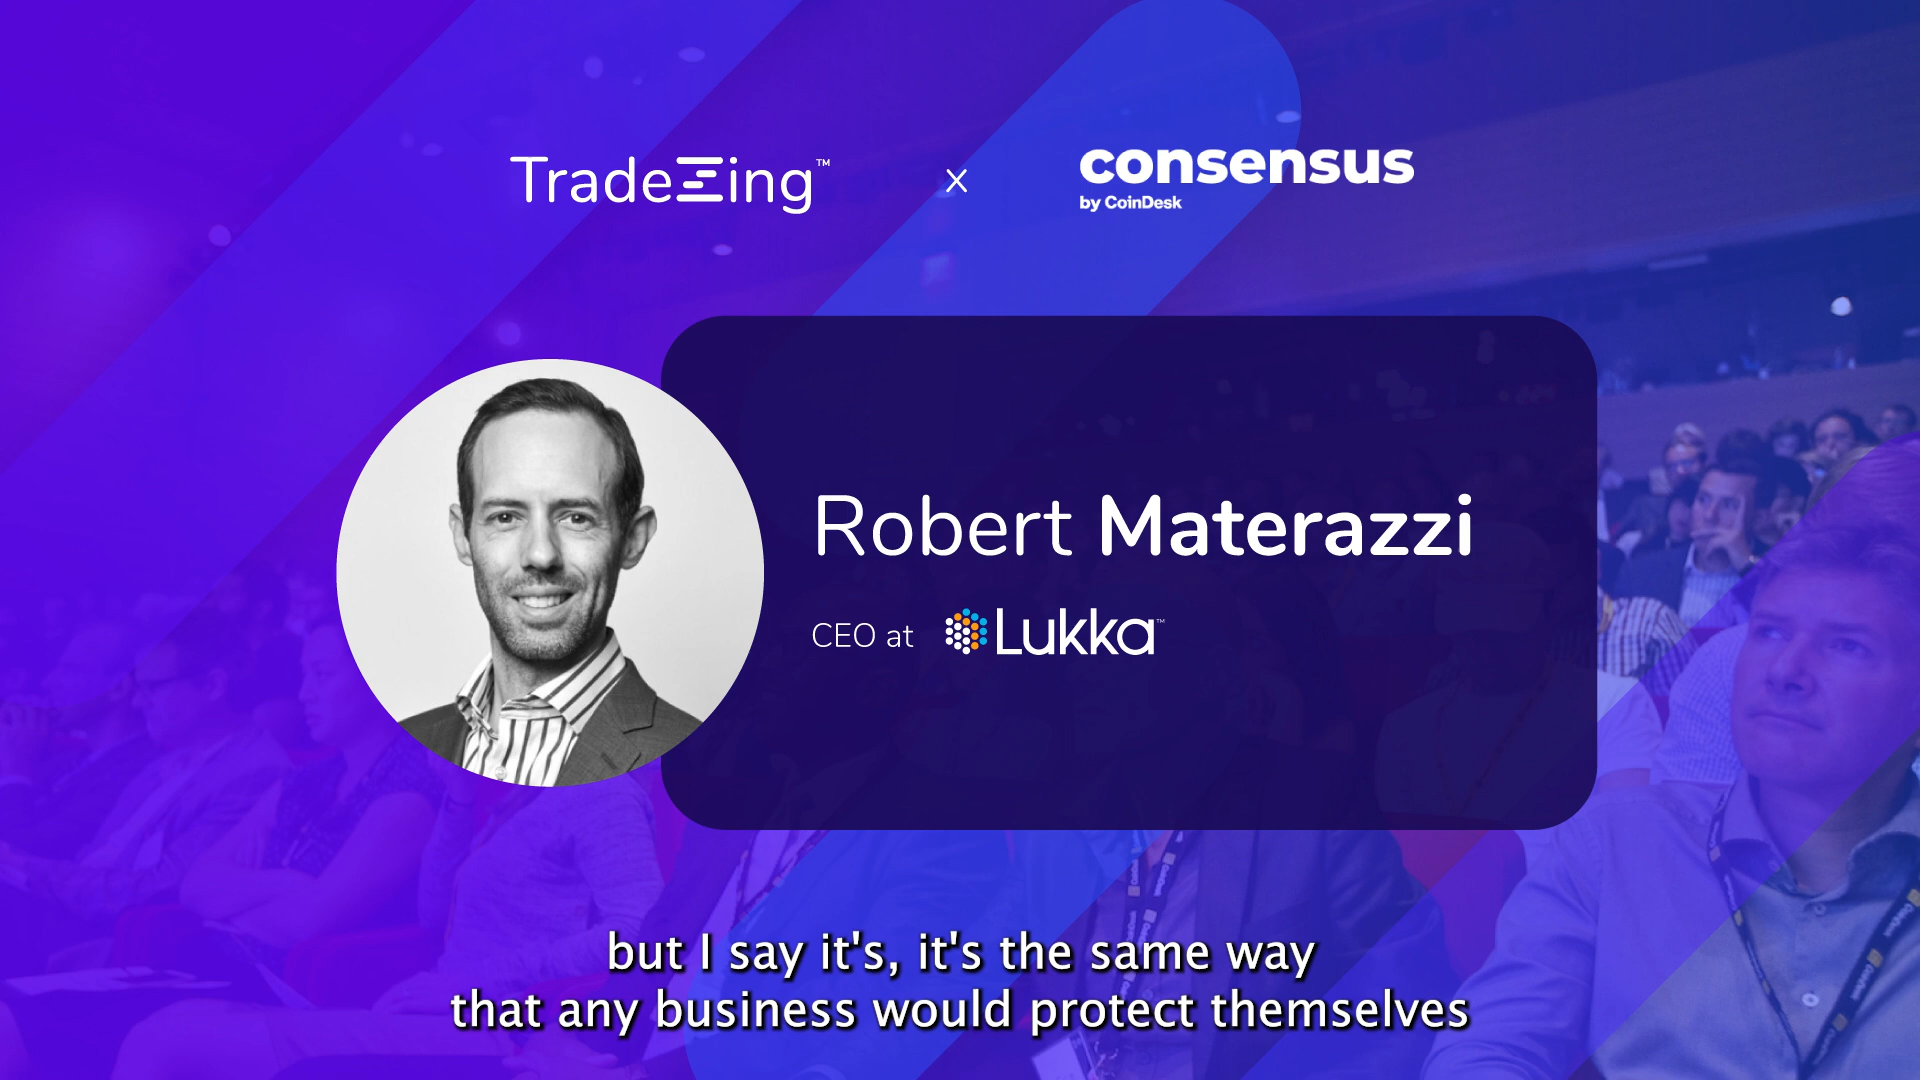 TradeZing™ x consensus
by CoinDesk
Robert Materazzi
CEO at Lukka™
but I say it's, it's the same way
that any business would protect themselves